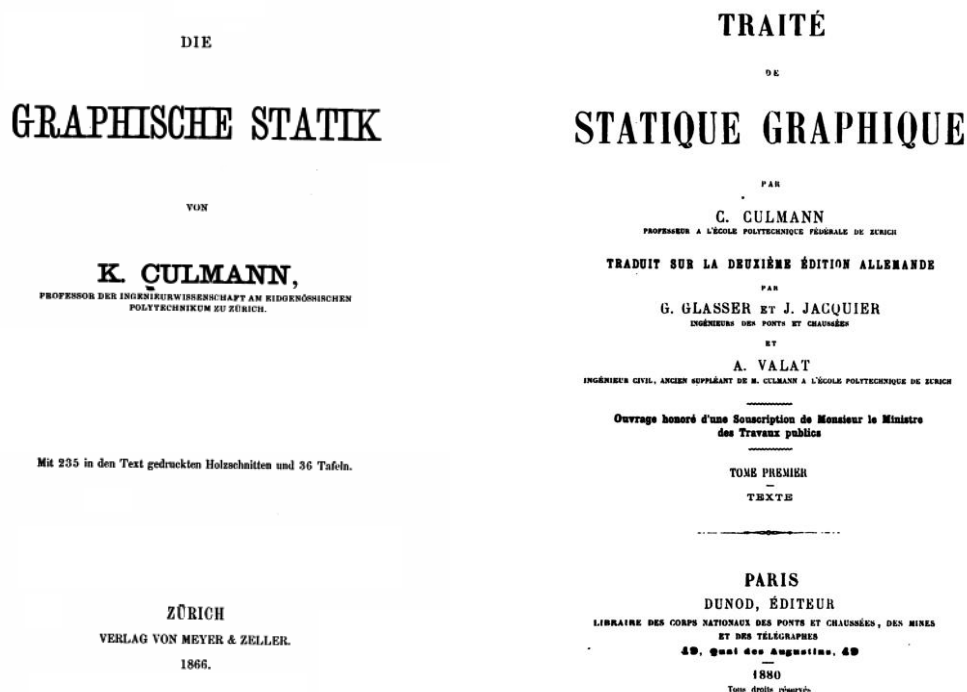 DIE
GRAPHISCHE STATIK
VON
K. CULMANN,
PROFESSOR DER INGENIEURWISSENSCHAFT AM EIDGENÖSSISCHEN
POLYTECHNIKUM ZU ZÜRICH.
Mit 235 in den Text gedruckten Holzschnitten und 36 Tafeln.
ZÜRICH
VERLAG VON MEYER & ZELLER.
1866.
TRAITÉ
DE
STATIQUE GRAPHIQUE
PAR
C. CULMANN
PROFESSEUR A L'ÉCOLE POLYTECHNIQUE FÉDÉRALE DE ZURICH
TRADUIT SUR LA DEUXIÈME ÉDITION ALLEMANDE
PAR
G. GLASSER ET J. JACQUIER
INGÉNIEURS DES PONTS ET CHAUSSÉES
ET
A. VALAT
INGÉNIEUR CIVIL, ANCIEN SUPPLÉANT DE M. CULMANN A L'ÉCOLE POLYTECHNIQUE DE ZURICH
Ouvrage honoré d'une Souscription de Monsieur le Ministre
des Travaux publics
TOME PREMIER
TEXTE
PARIS
DUNOD, ÉDITEUR
LIBRAIRE DES CORPS NATIONAUX DES PONTS ET CHAUSSÉES, DES MINES
ET DES TÉLÉGRAPHES
49, Quai des Augustins, 49
1880
Tous droits réservés